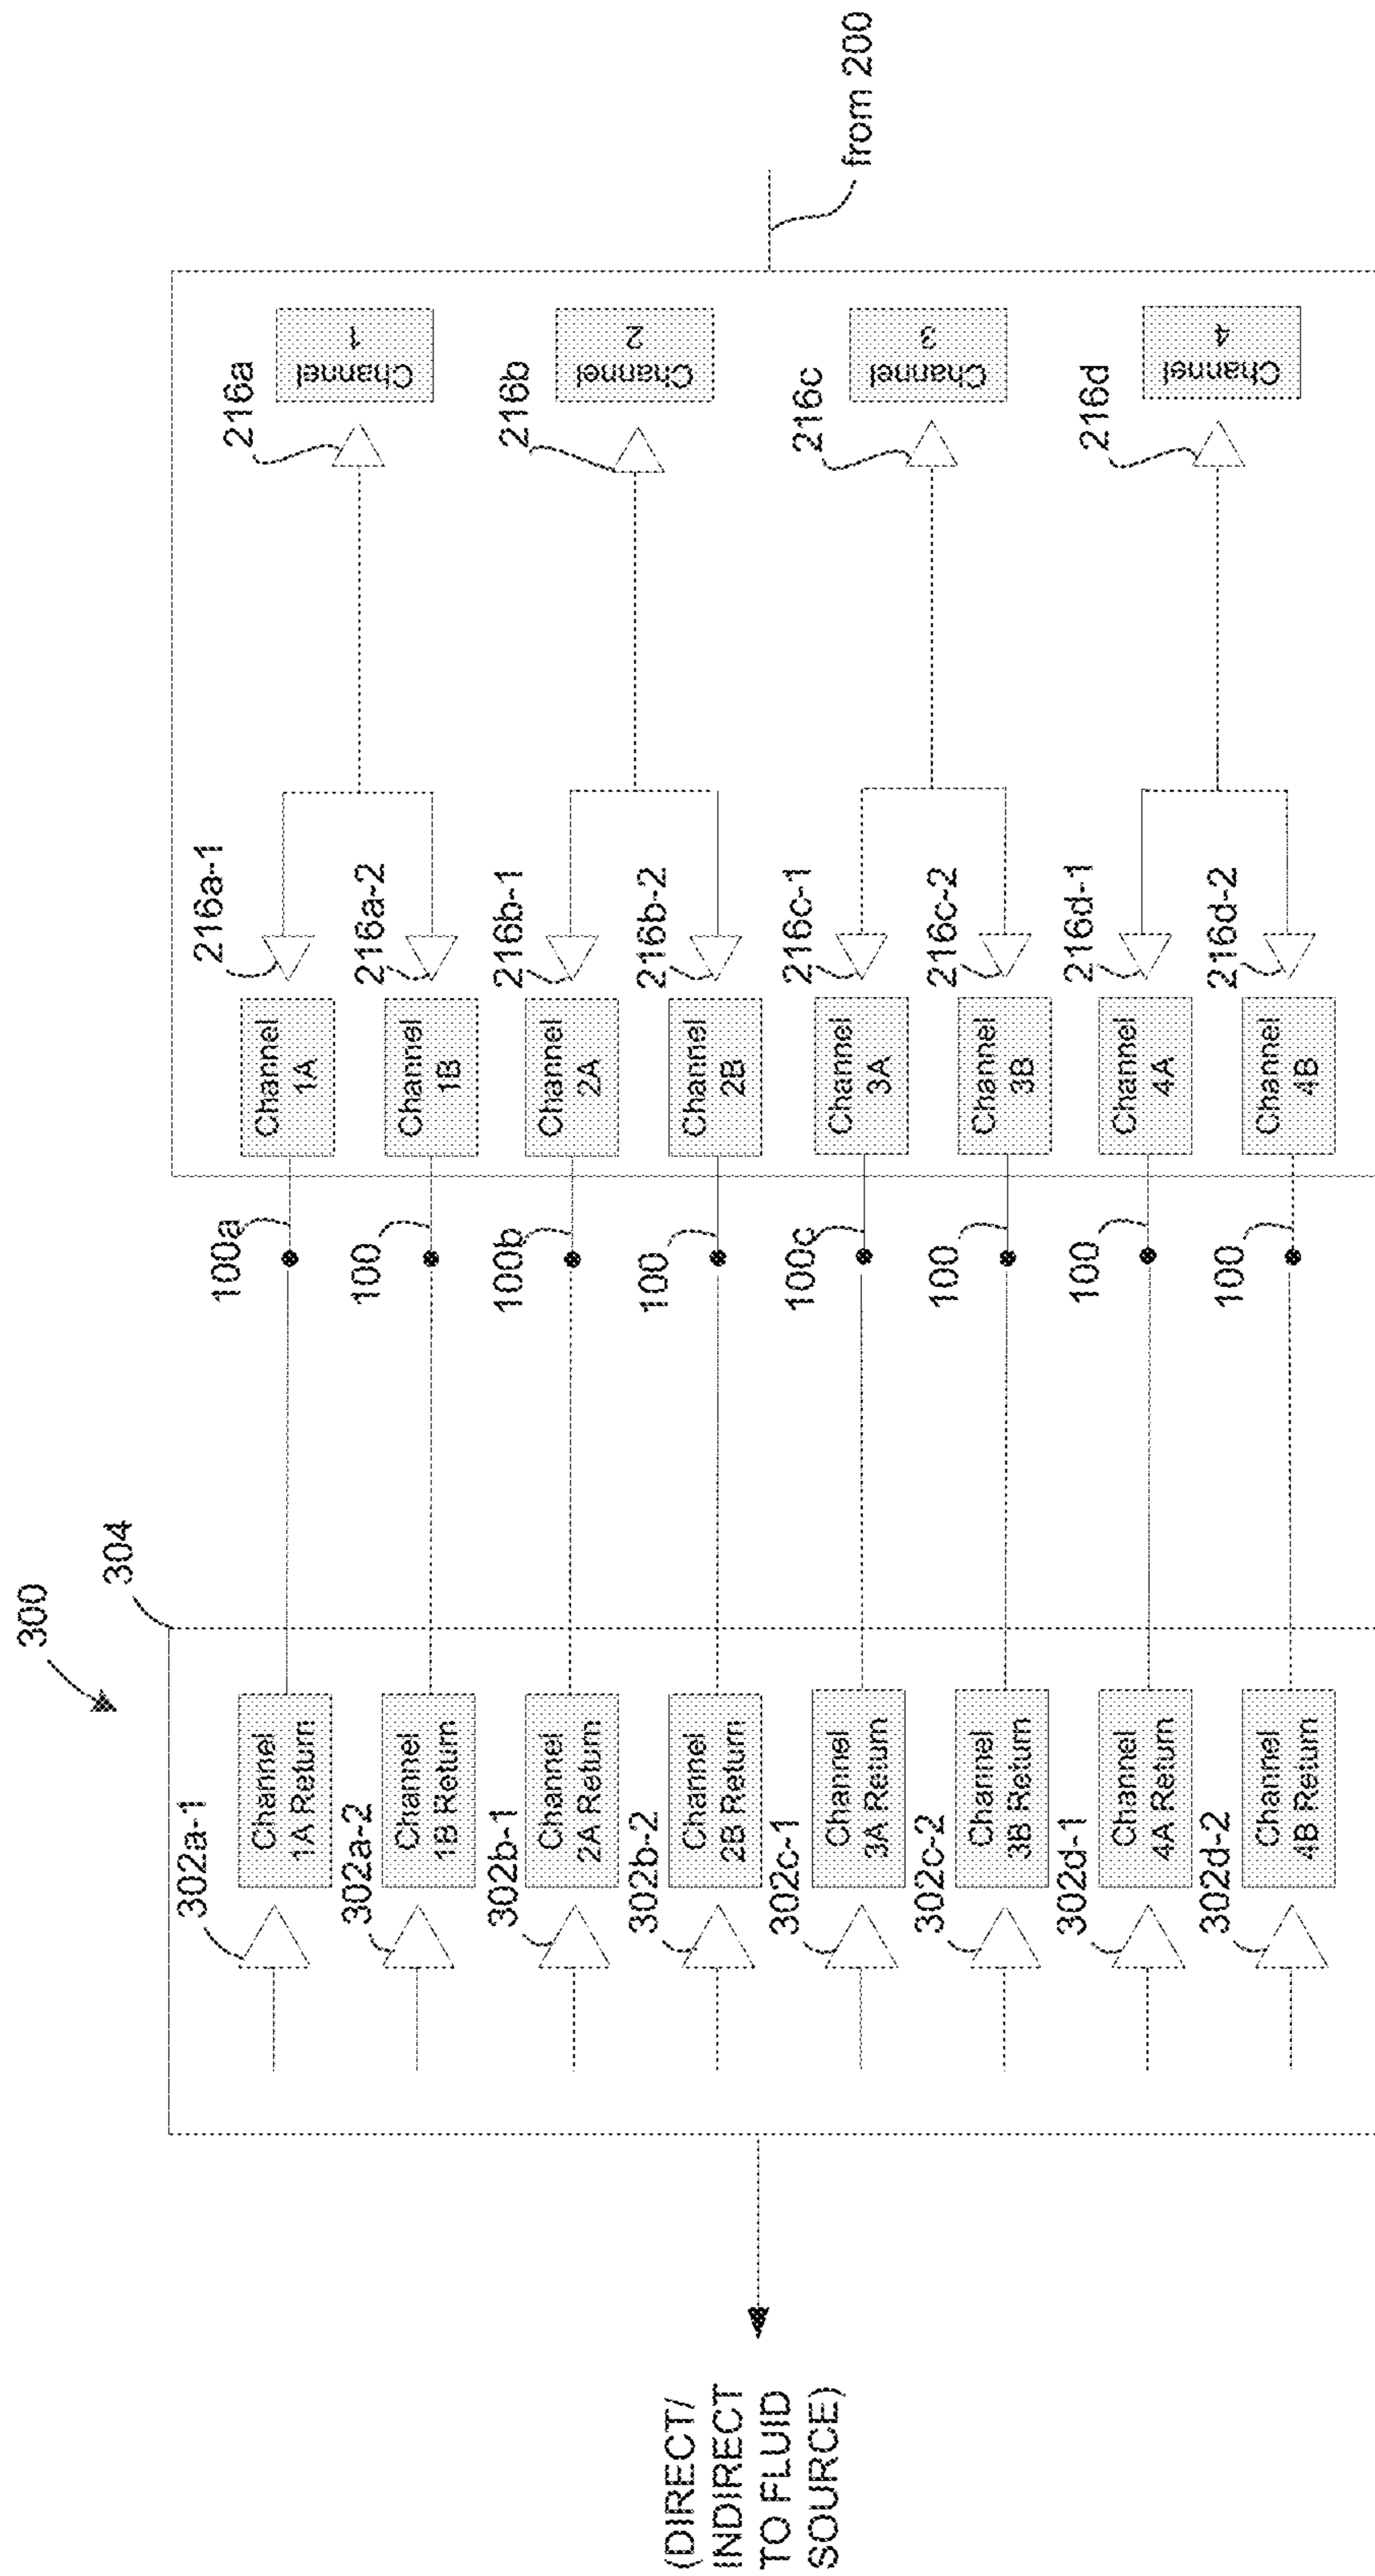 300
304
302a-1
Channel
1A Return
302a-2
Channel
1B Return
302b-1
Channel
2A Return
302b-2
Channel
2B Return
302c-1
Channel
3A Return
302c-2
Channel
3B Return
302d-1
Channel
4A Return
302d-2
Channel
4B Return
(DIRECT/
INDIRECT
TO FLUID
SOURCE)
100a
100
100b
100
100c
100
100
100
Channel
1A
Channel
1B
Channel
2A
Channel
2B
Channel
3A
Channel
3B
Channel
4A
Channel
4B
216a-1
216a-2
216b-1
216b-2
216c-1
216c-2
216d-1
216d-2
216a
216b
216c
216d
Channel
1
Channel
2
Channel
3
Channel
4
from 200